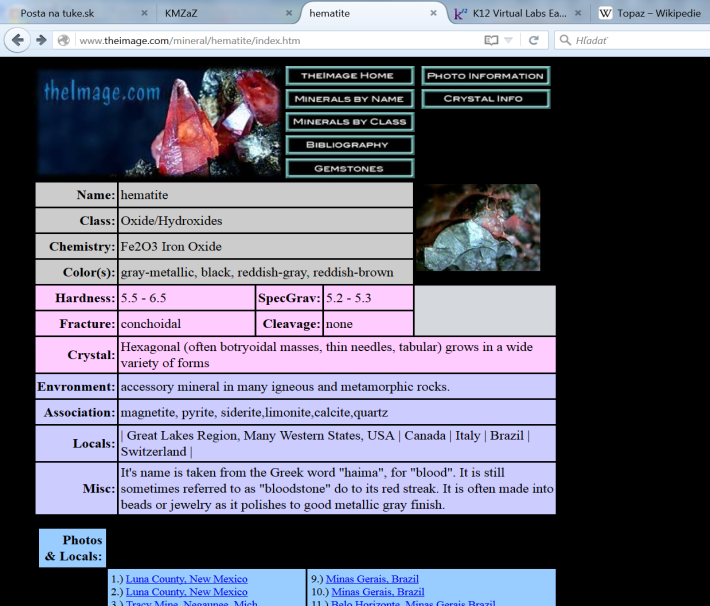 Posta na tuke.sk
KMZaZ
hematite
K12 Virtual Labs Ea...
W Topaz – Wikipedie
www.theimage.com/mineral/hematite/index.htm
Hľadať
theImage.com
theImage Home
Photo Information
Minerals by Name
Crystal Info
Minerals by Class
Bibliography
Gemstones
Name: hematite
Class: Oxide/Hydroxides
Chemistry: Fe2O3 Iron Oxide
Color(s): gray-metallic, black, reddish-gray, reddish-brown
Hardness: 5.5 - 6.5 SpecGrav: 5.2 - 5.3
Fracture: conchoidal Cleavage: none
Crystal: Hexagonal (often botryoidal masses, thin needles, tabular) grows in a wide
variety of forms
Envronment: accessory mineral in many igneous and metamorphic rocks.
Association: magnetite, pyrite, siderite,limonite,calcite,quartz
Locals: | Great Lakes Region, Many Western States, USA | Canada | Italy | Brazil |
Switzerland |
Misc: It's name is taken from the Greek word "haima", for "blood". It is still
sometimes referred to as "bloodstone" do to its red streak. It is often made into
beads or jewelry as it polishes to good metallic gray finish.
Photos
& Locals:
1.) Luna County, New Mexico 9.) Minas Gerais, Brazil
2.) Luna County, New Mexico 10.) Minas Gerais, Brazil
3.) Tracy Mine, Negaunee, Mich 11.) Belo Horizonte, Minas Gerais Brazil